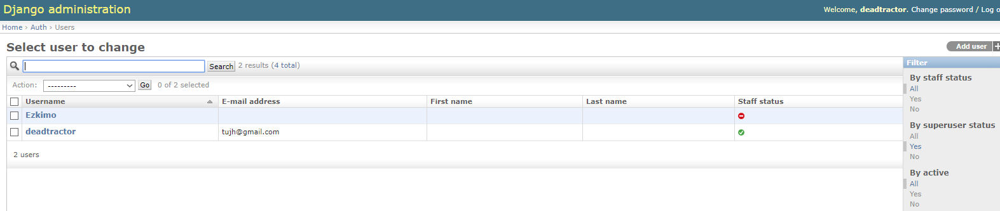 Django administration
Welcome, deadtractor. Change password / Log o
Home › Auth › Users
Select user to change
Add user +
Search 2 results (4 total)
Action: --------- Go 0 of 2 selected
Username E-mail address First name Last name Staff status
Ezkimo
deadtractor tujh@gmail.com
2 users
Filter
By staff status
All
Yes
No
By superuser status
All
Yes
No
By active
All
Yes
No